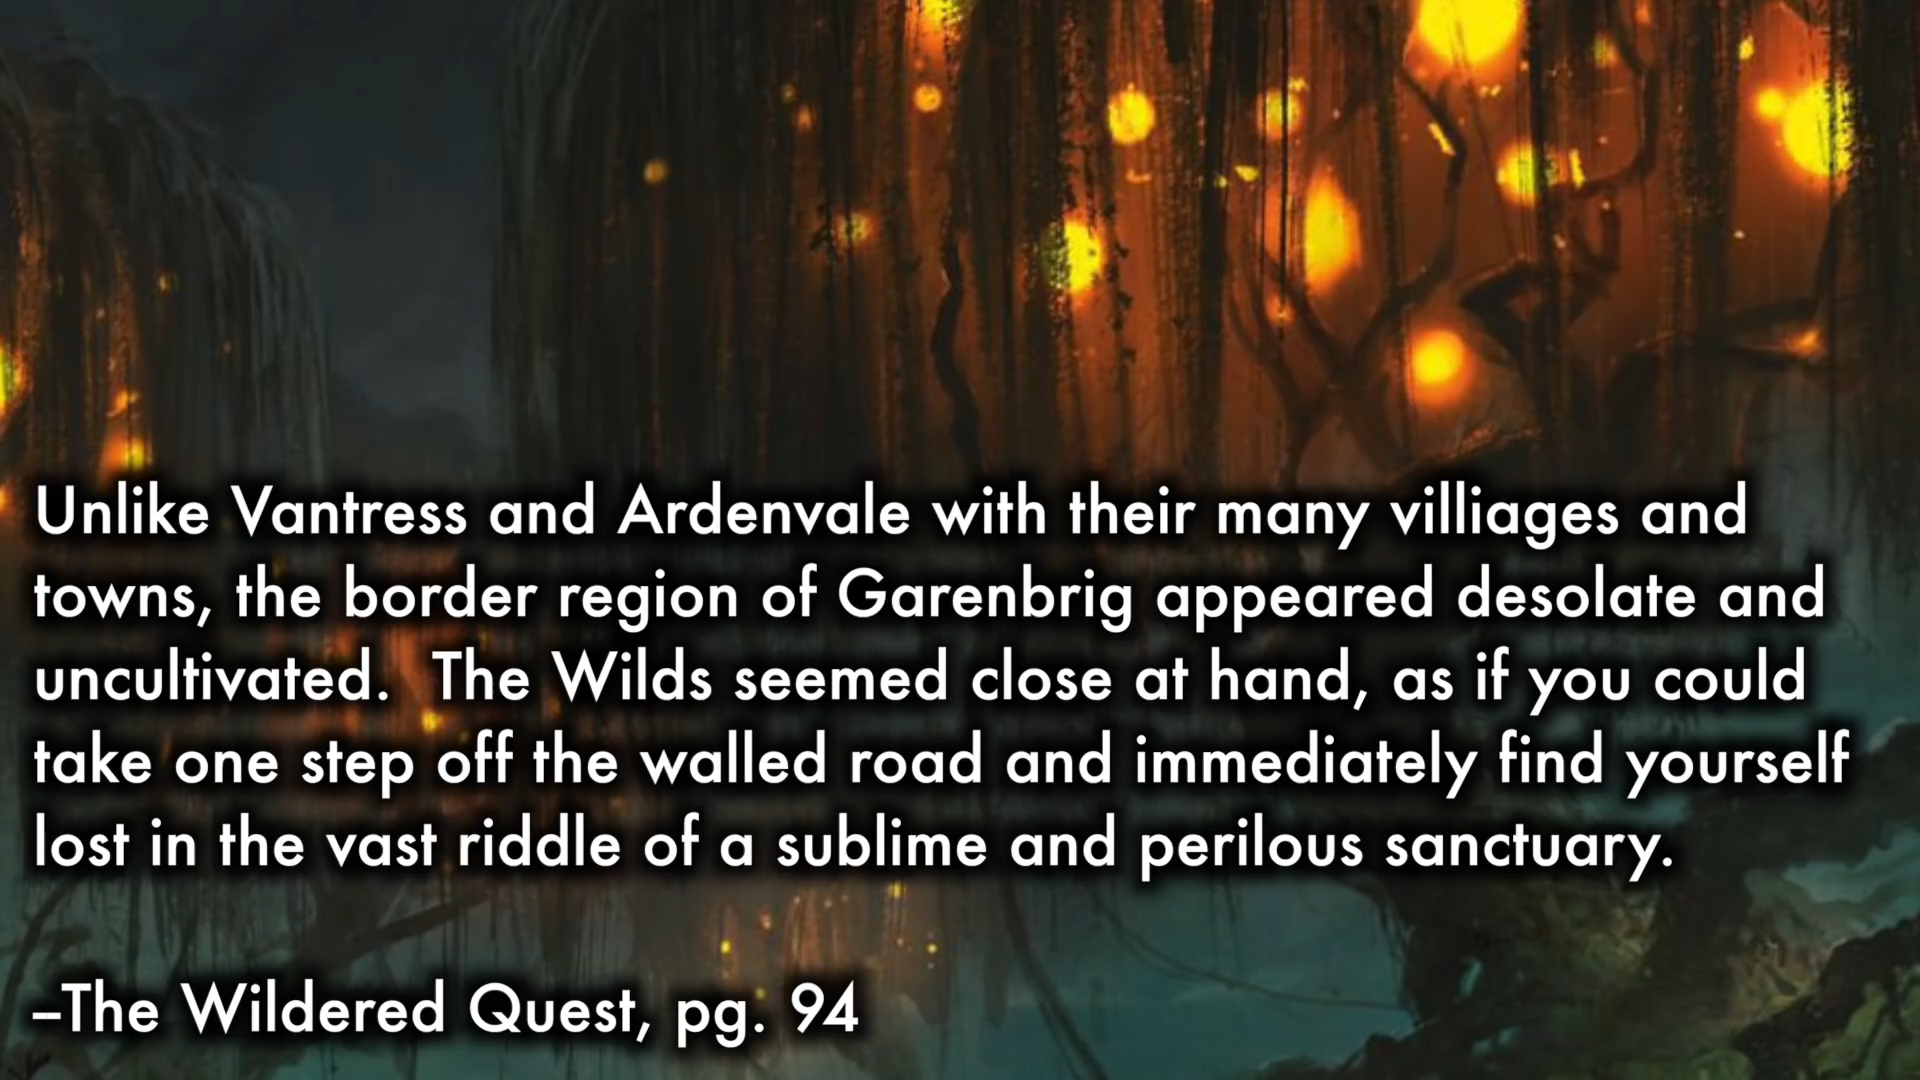 Unlike Vantress and Ardenvale with their many villiages and
towns, the border region of Garenbrig appeared desolate and
uncultivated.  The Wilds seemed close at hand, as if you could
take one step off the walled road and immediately find yourself
lost in the vast riddle of a sublime and perilous sanctuary.
–The Wildered Quest, pg. 94